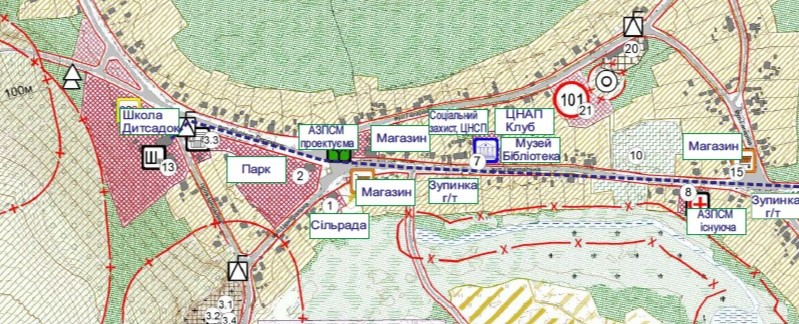 20
100м
Школа
Дитсадок
3.3
13
АЗПСМ
проектуєма
Магазин
Соціальний
захист, ЦНСП
ЦНАП
Клуб
101
21
7
Музей
Бібліотека
10
Магазин
15
Парк
2
Магазин
Зупинка
г/т
8
АЗПСМ
існуюча
Зупинка
г/т
1
Сільрада
Ш
3.1
3.2
3.4